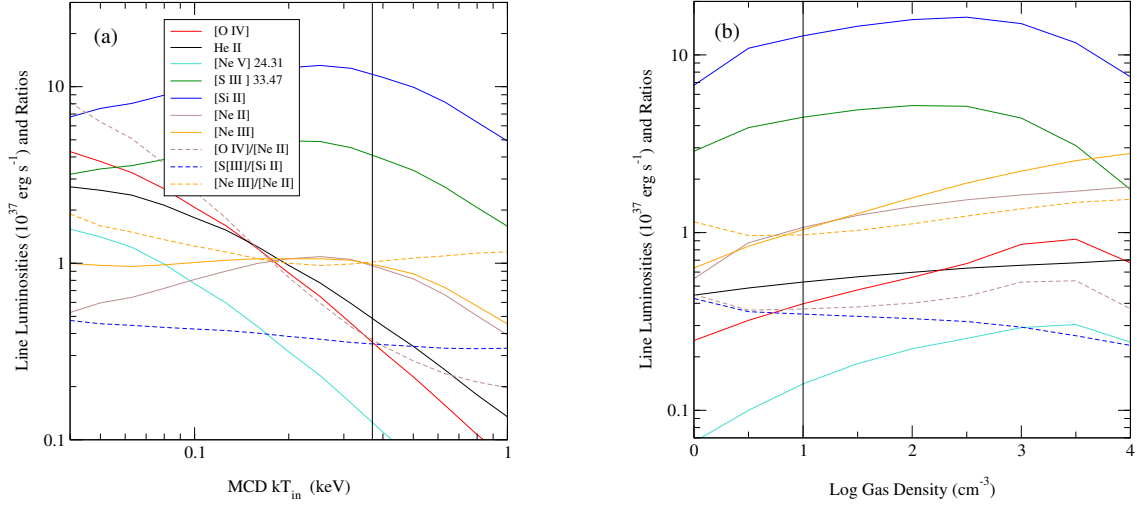 (a)
[O IV]
He II
[Ne V] 24.31
[S III ] 33.47
[Si II]
[Ne II]
[Ne III]
[O IV]/[Ne II]
[S[III]/[Si II]
[Ne III]/[Ne II]
Line Luminosities (10^37 erg s^-1) and Ratios
10
1
0.1
0.1
1
MCD kT_in (keV)
(b)
Line Luminosities (10^37 erg s^-1) and Ratios
10
1
0.1
0
1
2
3
4
Log Gas Density (cm^-3)